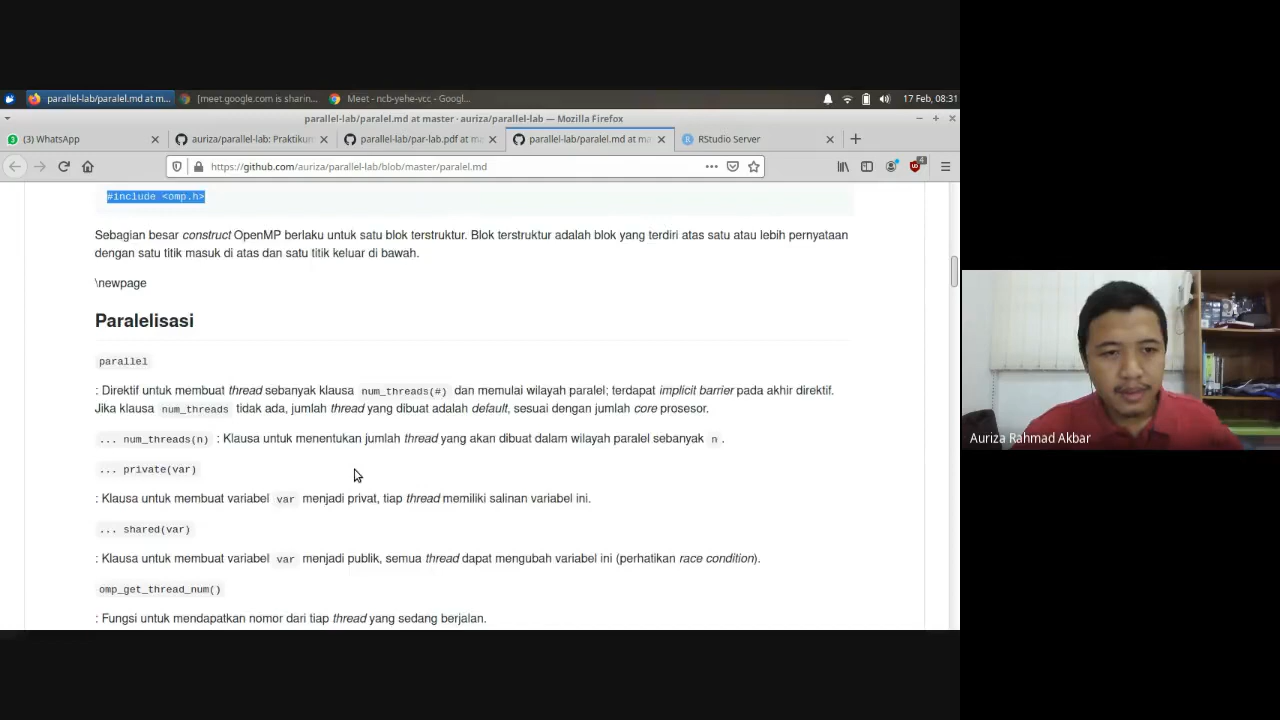 parallel-lab/paralel.md at m...
[meet.google.com is sharin...
Meet - ncb-yehe-vcc - Googl...
17 Feb, 08:31
parallel-lab/paralel.md at master · auriza/parallel-lab — Mozilla Firefox
(3) WhatsApp
auriza/parallel-lab: Praktikum
parallel-lab/par-lab.pdf at m
parallel-lab/paralel.md at ma
RStudio Server
https://github.com/auriza/parallel-lab/blob/master/paralel.md
4
#include <omp.h>
Sebagian besar construct OpenMP berlaku untuk satu blok terstruktur. Blok terstruktur adalah blok yang terdiri atas satu atau lebih pernyataan
dengan satu titik masuk di atas dan satu titik keluar di bawah.
\newpage
Paralelisasi
parallel
: Direktif untuk membuat thread sebanyak klausa num_threads(#) dan memulai wilayah paralel; terdapat implicit barrier pada akhir direktif.
Jika klausa num_threads tidak ada, jumlah thread yang dibuat adalah default, sesuai dengan jumlah core prosesor.
... num_threads(n) : Klausa untuk menentukan jumlah thread yang akan dibuat dalam wilayah paralel sebanyak n .
... private(var)
: Klausa untuk membuat variabel var menjadi privat, tiap thread memiliki salinan variabel ini.
... shared(var)
: Klausa untuk membuat variabel var menjadi publik, semua thread dapat mengubah variabel ini (perhatikan race condition).
omp_get_thread_num()
: Fungsi untuk mendapatkan nomor dari tiap thread yang sedang berjalan.
Auriza Rahmad Akbar